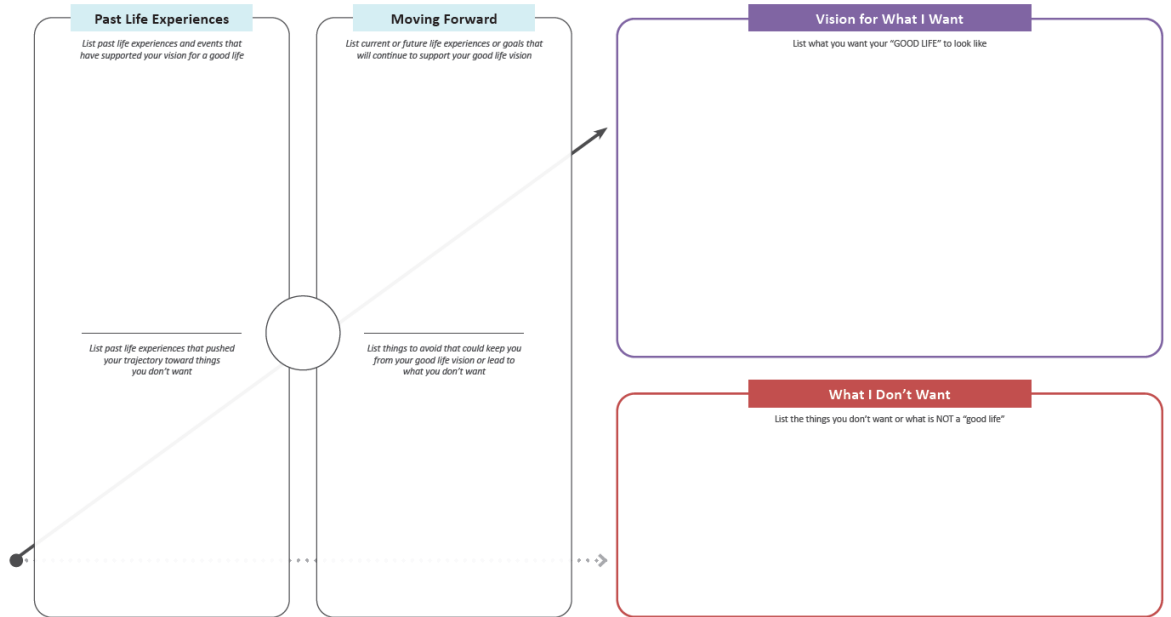 Past Life Experiences
List past life experiences and events that
have supported your vision for a good life
List past life experiences that pushed
your trajectory toward things
you don’t want
Moving Forward
List current or future life experiences or goals that
will continue to support your good life vision
List things to avoid that could keep you
from your good life vision or lead to
what you don’t want
Vision for What I Want
List what you want your “GOOD LIFE” to look like
What I Don’t Want
List the things you don’t want or what is NOT a “good life”